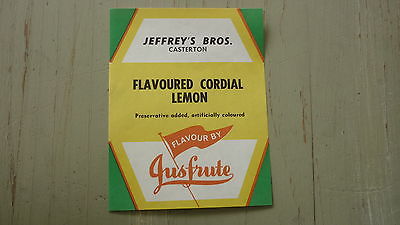 JEFFREY'S BROS.
CASTERTON
FLAVOURED CORDIAL
LEMON
Preservative added, artificially coloured
FLAVOUR BY
Jusfrute